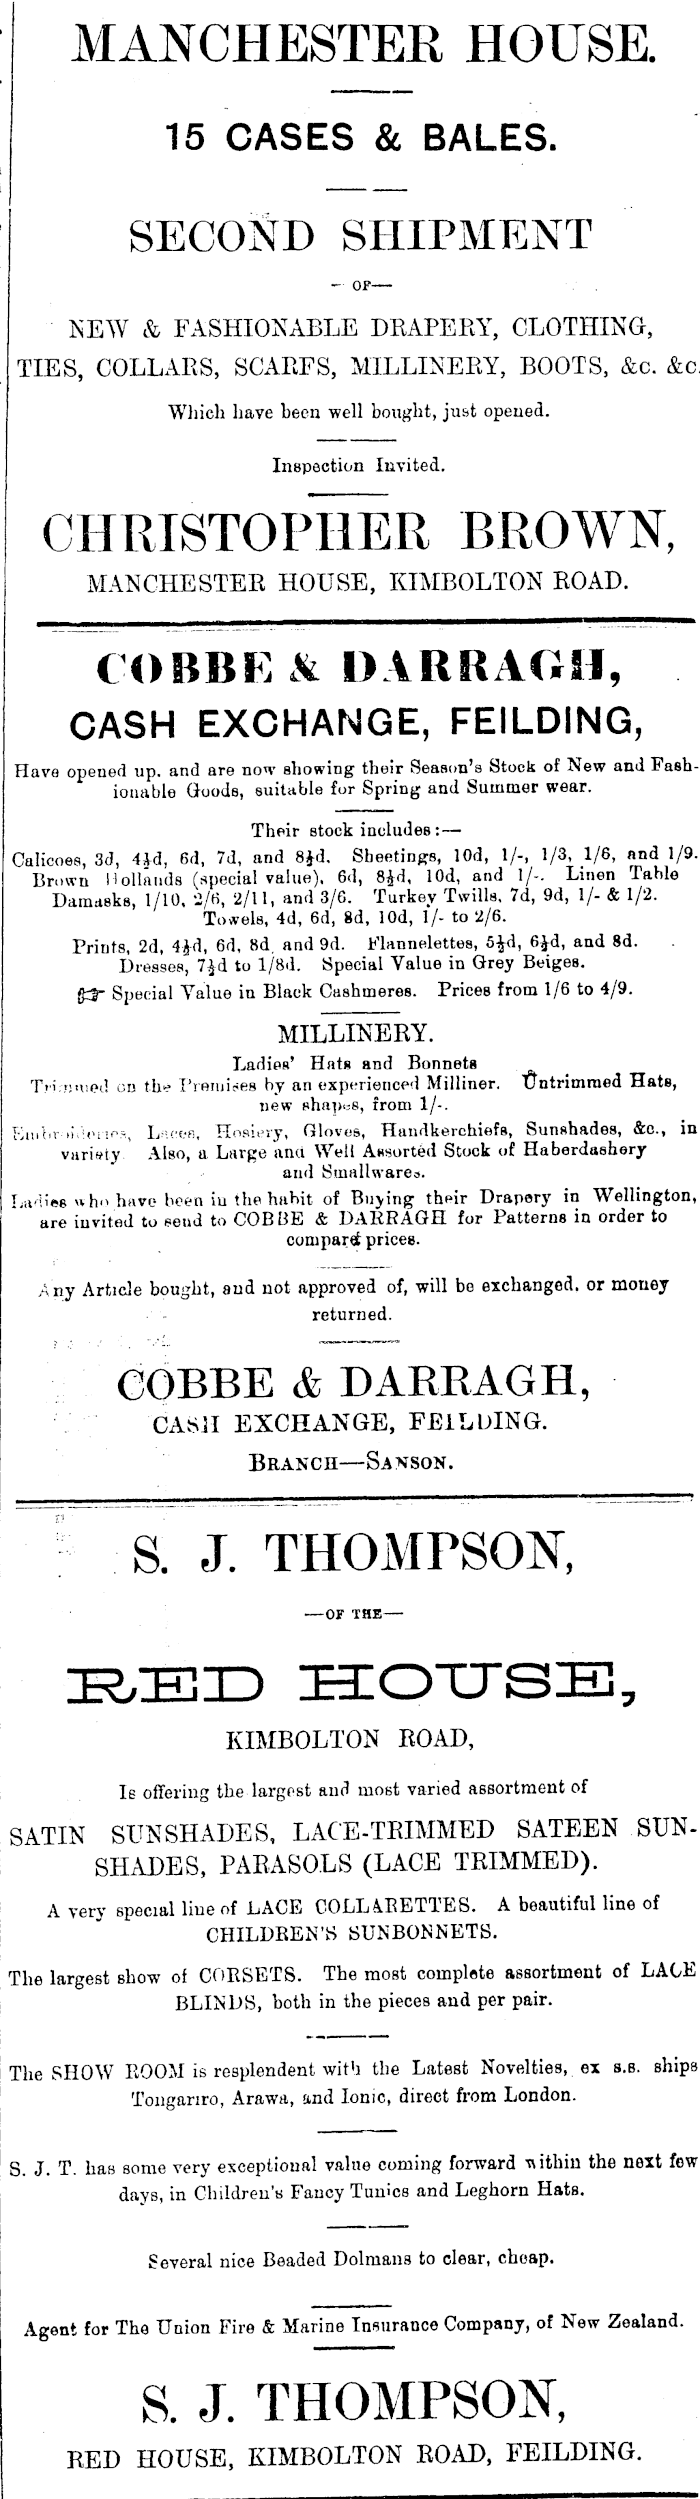 MANCHESTER HOUSE.
15 CASES & BALES.
SECOND SHIPMENT
— OF—
NEW & FASHIONABLE DRAPERY, CLOTHING,
TIES, COLLARS, SCARFS, MILLINERY, BOOTS, &c. &c.
Which have been well bought, just opened.
Inspection Invited.
CHRISTOPHER BROWN,
MANCHESTER HOUSE, KIMBOLTON ROAD.
COBBE & DARRAGH,
CASH EXCHANGE, FEILDING,
Have opened up. and are now showing their Season's Stock of New and Fash-
ionable Goods, suitable for Spring and Summer wear.
Their stock includes:—
Calicoes, 3d, 4½d, 6d, 7d, and 8½d. Sheetings, 10d, 1/-, 1/3, 1/6, and 1/9.
Brown Hollands (special value), 6d, 8½d, 10d, and 1/-. Linen Table
Damasks, 1/10, 2/6, 2/11, and 3/6. Turkey Twills, 7d, 9d, 1/- & 1/2.
Towels, 4d, 6d, 8d, 10d, 1/- to 2/6.
Prints, 2d, 4½d, 6d, 8d, and 9d. Flannelettes, 5½d, 6½d, and 8d.
Dresses, 7½d to 1/8d. Special Value in Grey Beiges.
☞ Special Value in Black Cashmeres. Prices from 1/6 to 4/9.
MILLINERY.
Ladies' Hats and Bonnets
Trimmed on the Premises by an experienced Milliner. Untrimmed Hats,
new shapes, from 1/-.
Embroideries, Laces, Hosiery, Gloves, Handkerchiefs, Sunshades, &c., in
variety. Also, a Large and Well Assorted Stock of Haberdashery
and Smallwares.
Ladies who have been in the habit of Buying their Drapery in Wellington,
are invited to send to COBBE & DARRAGH for Patterns in order to
compare prices.
Any Article bought, and not approved of, will be exchanged, or money
returned.
COBBE & DARRAGH,
CASH EXCHANGE, FEILDING.
BRANCH—SANSON.
S. J. THOMPSON,
—OF THE—
RED HOUSE,
KIMBOLTON ROAD,
Is offering the largest and most varied assortment of
SATIN SUNSHADES, LACE-TRIMMED SATEEN SUN-
SHADES, PARASOLS (LACE TRIMMED).
A very special line of LACE COLLARETTES. A beautiful line of
CHILDREN'S SUNBONNETS.
The largest show of CORSETS. The most complete assortment of LACE
BLINDS, both in the pieces and per pair.
The SHOW ROOM is resplendent with the Latest Novelties, ex s.s. ships
Tongariro, Arawa, and Ionic, direct from London.
S. J. T. has some very exceptional value coming forward within the next few
days, in Children's Fancy Tunics and Leghorn Hats.
Several nice Beaded Dolmans to clear, cheap.
Agent for The Union Fire & Marine Insurance Company, of New Zealand.
S. J. THOMPSON,
RED HOUSE, KIMBOLTON ROAD, FEILDING.